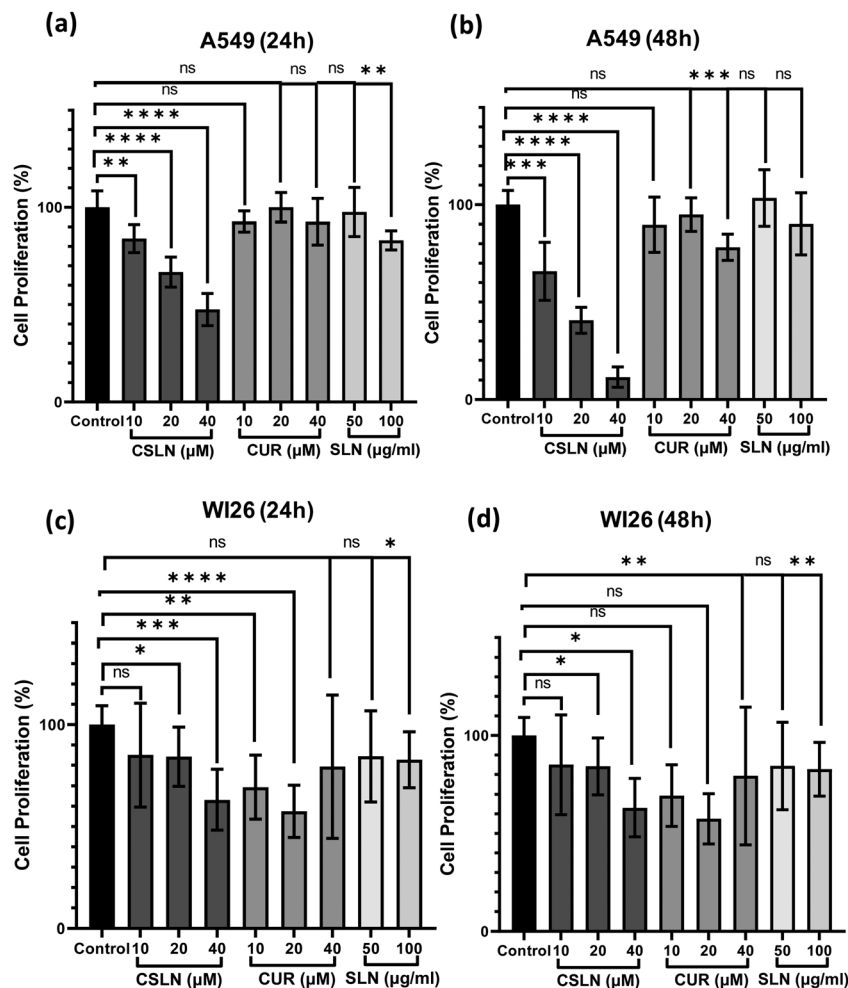 (a)
A549 (24h)
ns
ns
ns
**
ns
****
****
**
Cell Proliferation (%)
100
0
Control
10
20
40
10
20
40
50
100
CSLN (µM)
CUR (µM)
SLN (µg/ml)
(b)
A549 (48h)
ns
***
ns
ns
ns
****
****
***
Cell Proliferation (%)
100
0
Control
10
20
40
10
20
40
50
100
CSLN (µM)
CUR (µM)
SLN (µg/ml)
(c)
WI26 (24h)
ns
ns
*
****
**
***
*
ns
Cell Proliferation (%)
100
0
Control
10
20
40
10
20
40
50
100
CSLN (µM)
CUR (µM)
SLN (µg/ml)
(d)
WI26 (48h)
**
ns
**
ns
ns
*
*
ns
Cell Proliferation (%)
100
0
Control
10
20
40
10
20
40
50
100
CSLN (µM)
CUR (µM)
SLN (µg/ml)